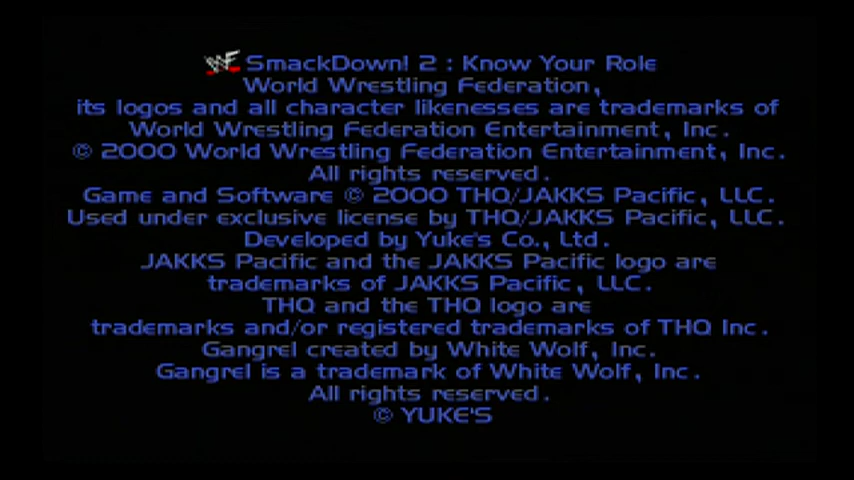 WF SmackDown! 2 : Know Your Role
World Wrestling Federation,
its logos and all character likenesses are trademarks of
World Wrestling Federation Entertainment, Inc.
© 2000 World Wrestling Federation Entertainment, Inc.
All rights reserved.
Game and Software © 2000 THQ/JAKKS Pacific, LLC.
Used under exclusive license by THQ/JAKKS Pacific, LLC.
Developed by Yuke's Co., Ltd.
JAKKS Pacific and the JAKKS Pacific logo are
trademarks of JAKKS Pacific, LLC.
THQ and the THQ logo are
trademarks and/or registered trademarks of THQ Inc.
Gangrel created by White Wolf, Inc.
Gangrel is a trademark of White Wolf, Inc.
All rights reserved.
© YUKE'S